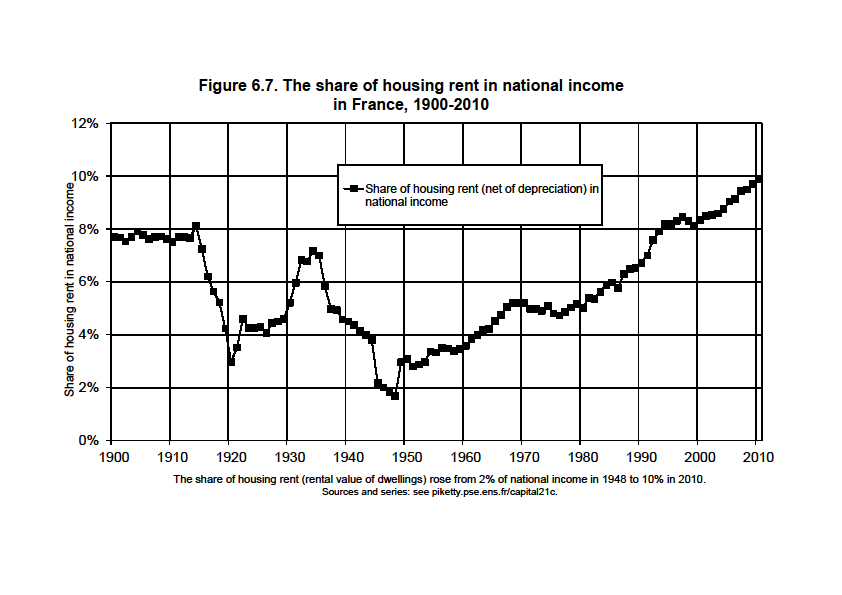 Figure 6.7. The share of housing rent in national income
in France, 1900-2010
12%
10%
8%
6%
4%
2%
0%
Share of housing rent in national income
Share of housing rent (net of depreciation) in
national income
1900 1910 1920 1930 1940 1950 1960 1970 1980 1990 2000 2010
The share of housing rent (rental value of dwellings) rose from 2% of national income in 1948 to 10% in 2010.
Sources and series: see piketty.pse.ens.fr/capital21c.